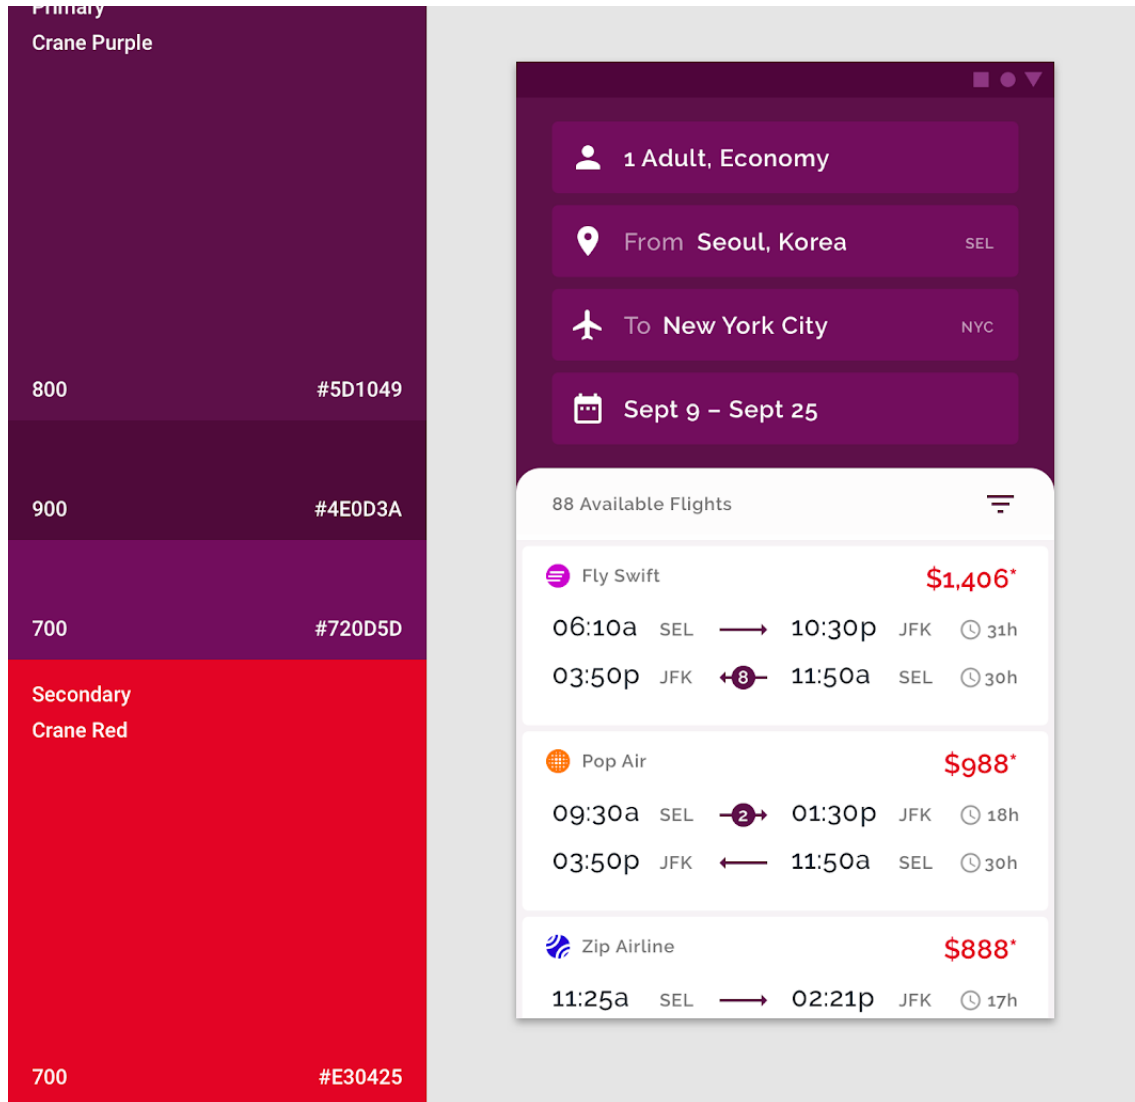 Primary
Crane Purple
800 #5D1049
900 #4E0D3A
700 #720D5D
Secondary
Crane Red
700 #E30425
1 Adult, Economy
From Seoul, Korea SEL
To New York City NYC
Sept 9 – Sept 25
88 Available Flights
Fly Swift $1,406*
06:10a SEL 10:30p JFK 31h
03:50p JFK 8 11:50a SEL 30h
Pop Air $988*
09:30a SEL 2 01:30p JFK 18h
03:50p JFK 11:50a SEL 30h
Zip Airline $888*
11:25a SEL 02:21p JFK 17h